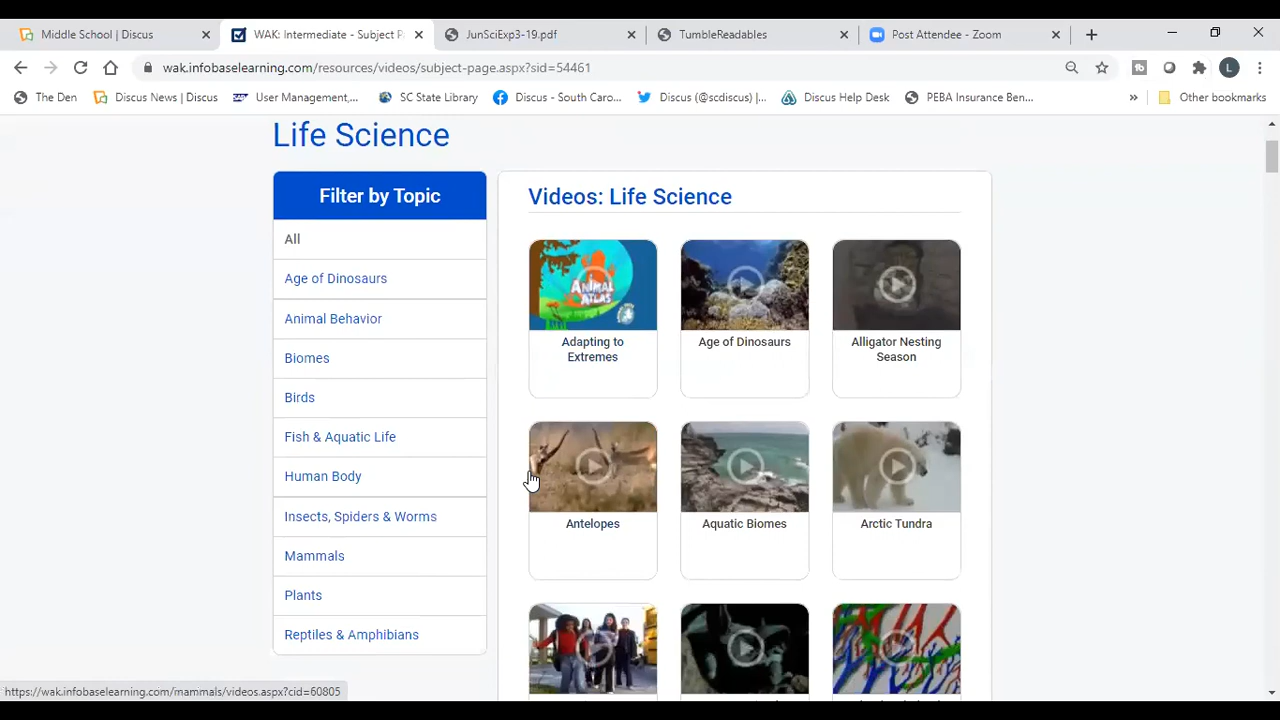 Middle School | Discus
WAK: Intermediate - Subject P
JunSciExp3-19.pdf
TumbleReadables
Post Attendee - Zoom
wak.infobaselearning.com/resources/videos/subject-page.aspx?sid=54461
L
The Den
Discus News | Discus
User Management,...
SC State Library
Discus - South Caro...
Discus (@scdiscus) |...
Discus Help Desk
PEBA Insurance Ben...
»
Other bookmarks
Life Science
Filter by Topic
All
Age of Dinosaurs
Animal Behavior
Biomes
Birds
Fish & Aquatic Life
Human Body
Insects, Spiders & Worms
Mammals
Plants
Reptiles & Amphibians
Videos: Life Science
ANIMAL
ATLAS
Adapting to
Extremes
Age of Dinosaurs
Alligator Nesting
Season
Antelopes
Aquatic Biomes
Arctic Tundra
https://wak.infobaselearning.com/mammals/videos.aspx?cid=60805